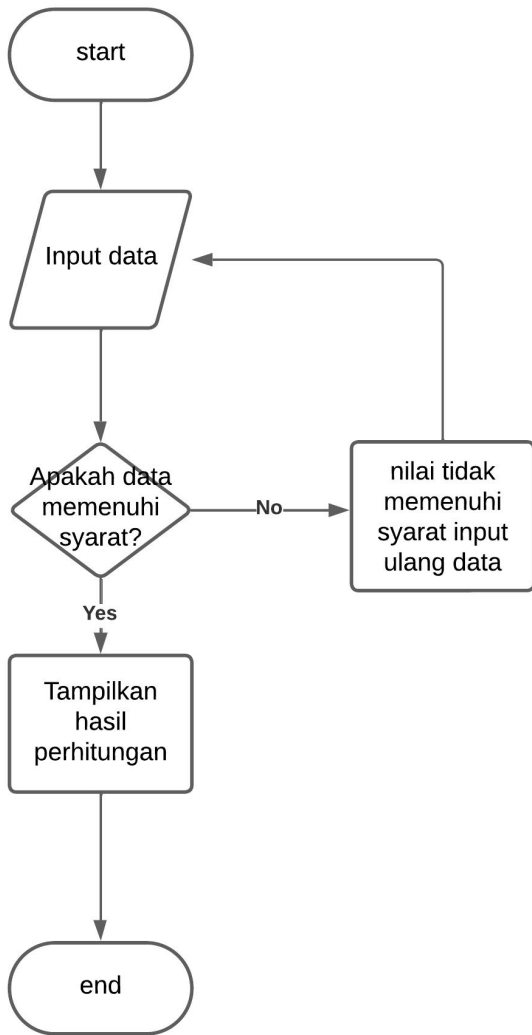 start
Input data
Apakah data
memenuhi
syarat?
No
nilai tidak
memenuhi
syarat input
ulang data
Yes
Tampilkan
hasil
perhitungan
end